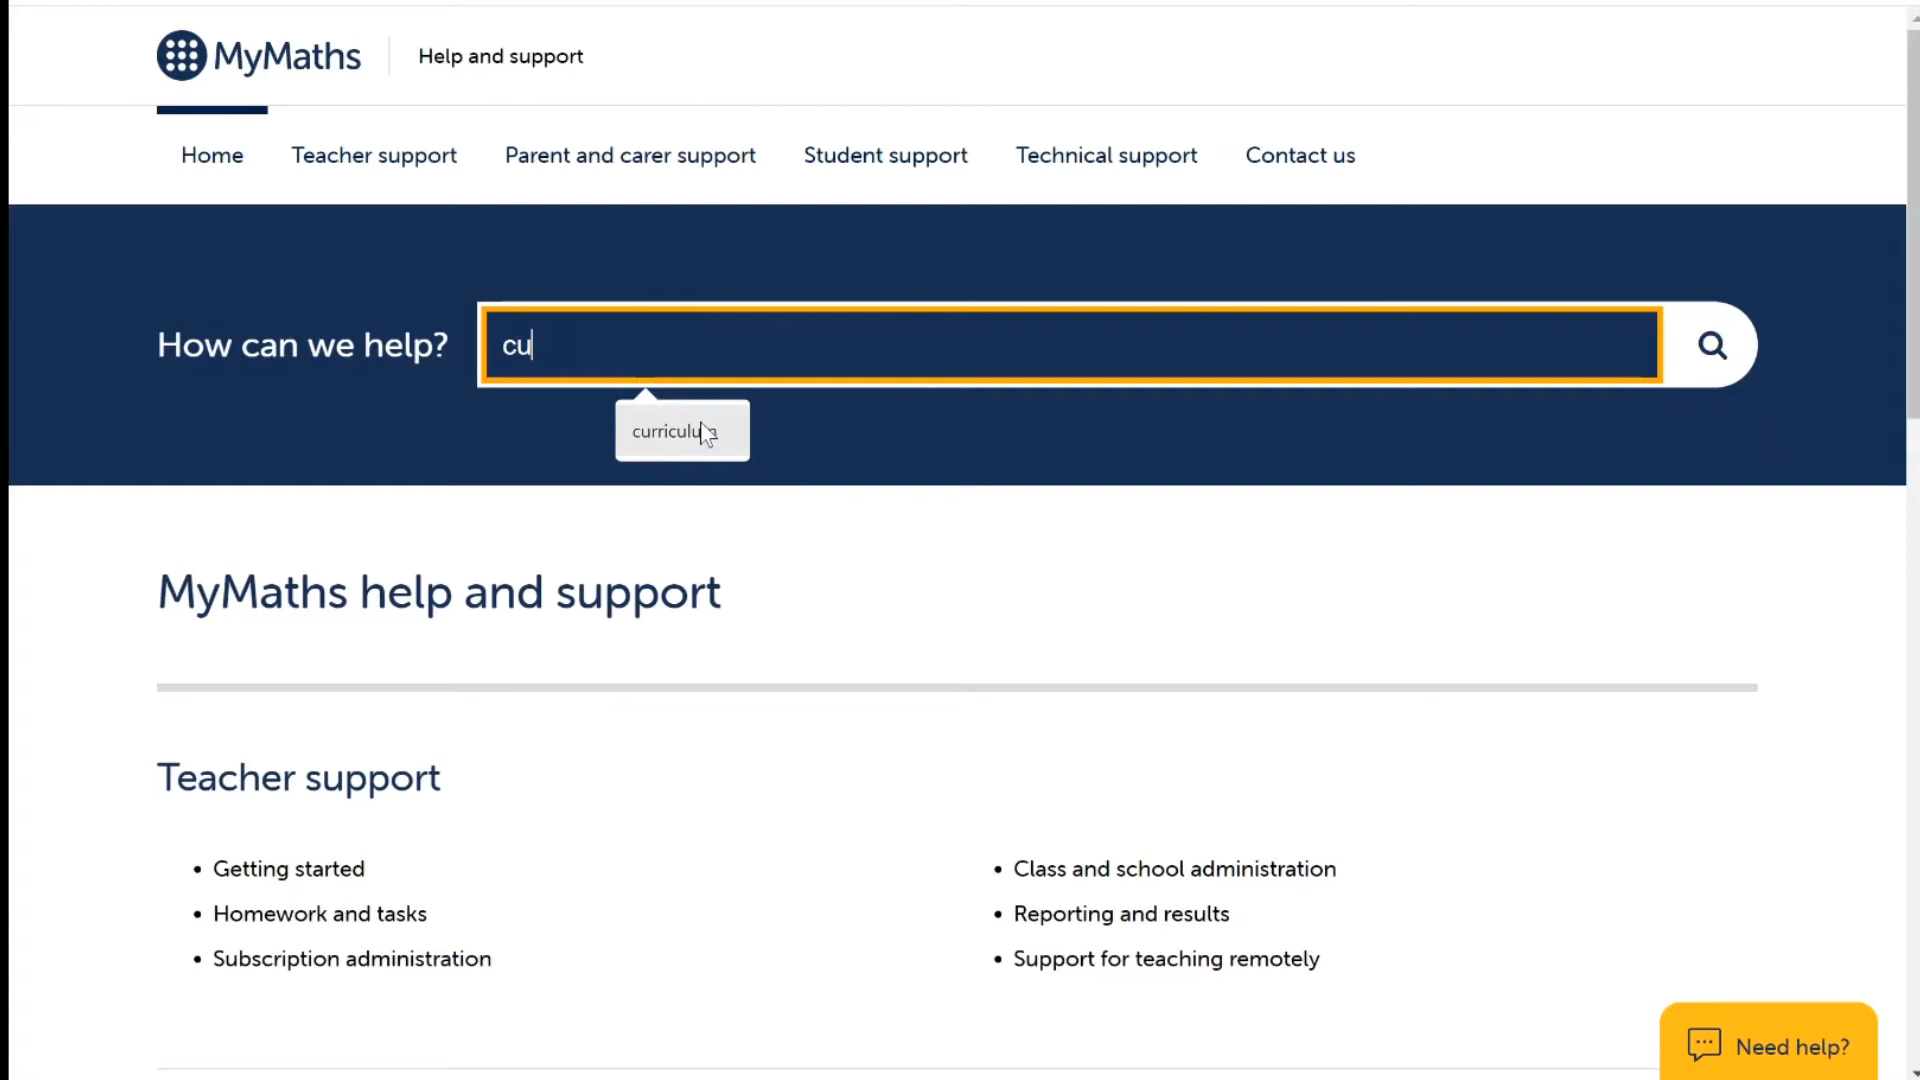 MyMaths
Help and support
Home
Teacher support
Parent and carer support
Student support
Technical support
Contact us
How can we help?
cu
curriculum
MyMaths help and support
Teacher support
Getting started
Homework and tasks
Subscription administration
Class and school administration
Reporting and results
Support for teaching remotely
Need help?